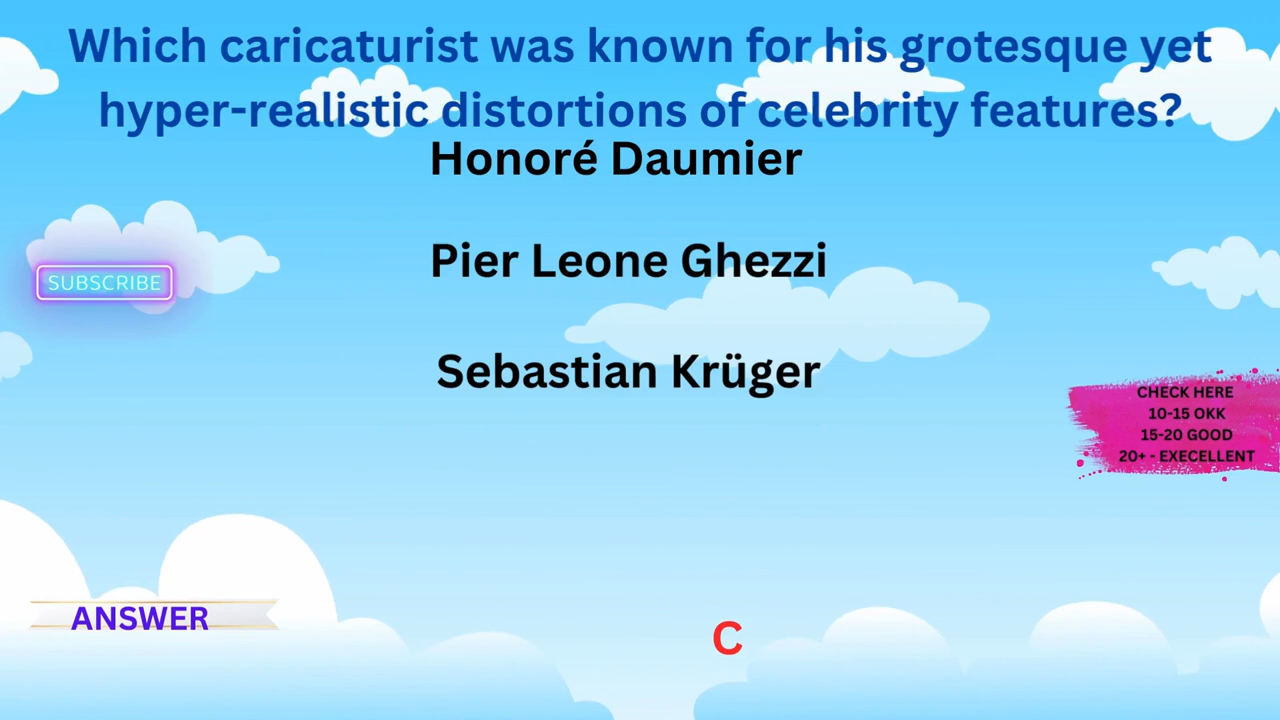 Which caricaturist was known for his grotesque yet
hyper-realistic distortions of celebrity features?
Honoré Daumier
Pier Leone Ghezzi
SUBSCRIBE
Sebastian Krüger
CHECK HERE
10-15 OKK
15-20 GOOD
20+ - EXECELLENT
ANSWER
C